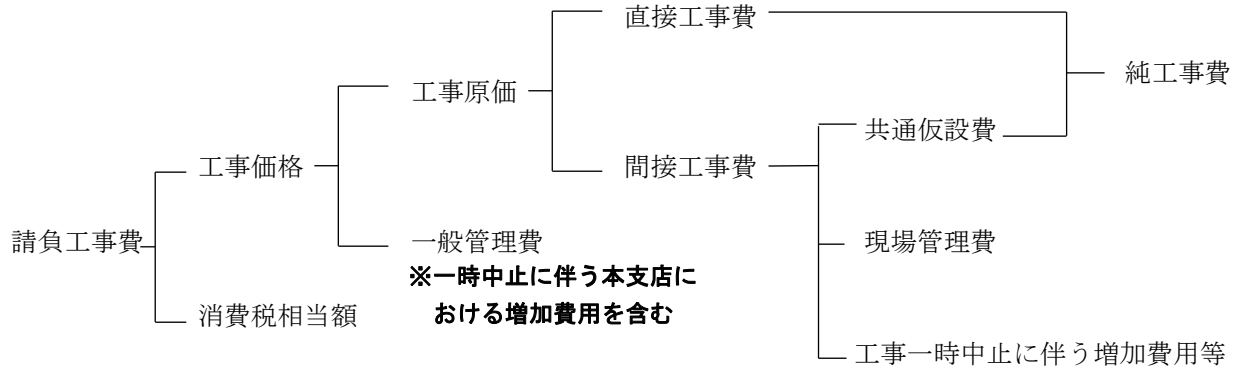 直接工事費
純工事費
工事原価
共通仮設費
工事価格
間接工事費
請負工事費
一般管理費
現場管理費
※一時中止に伴う本支店に
おける増加費用を含む
消費税相当額
工事一時中止に伴う増加費用等